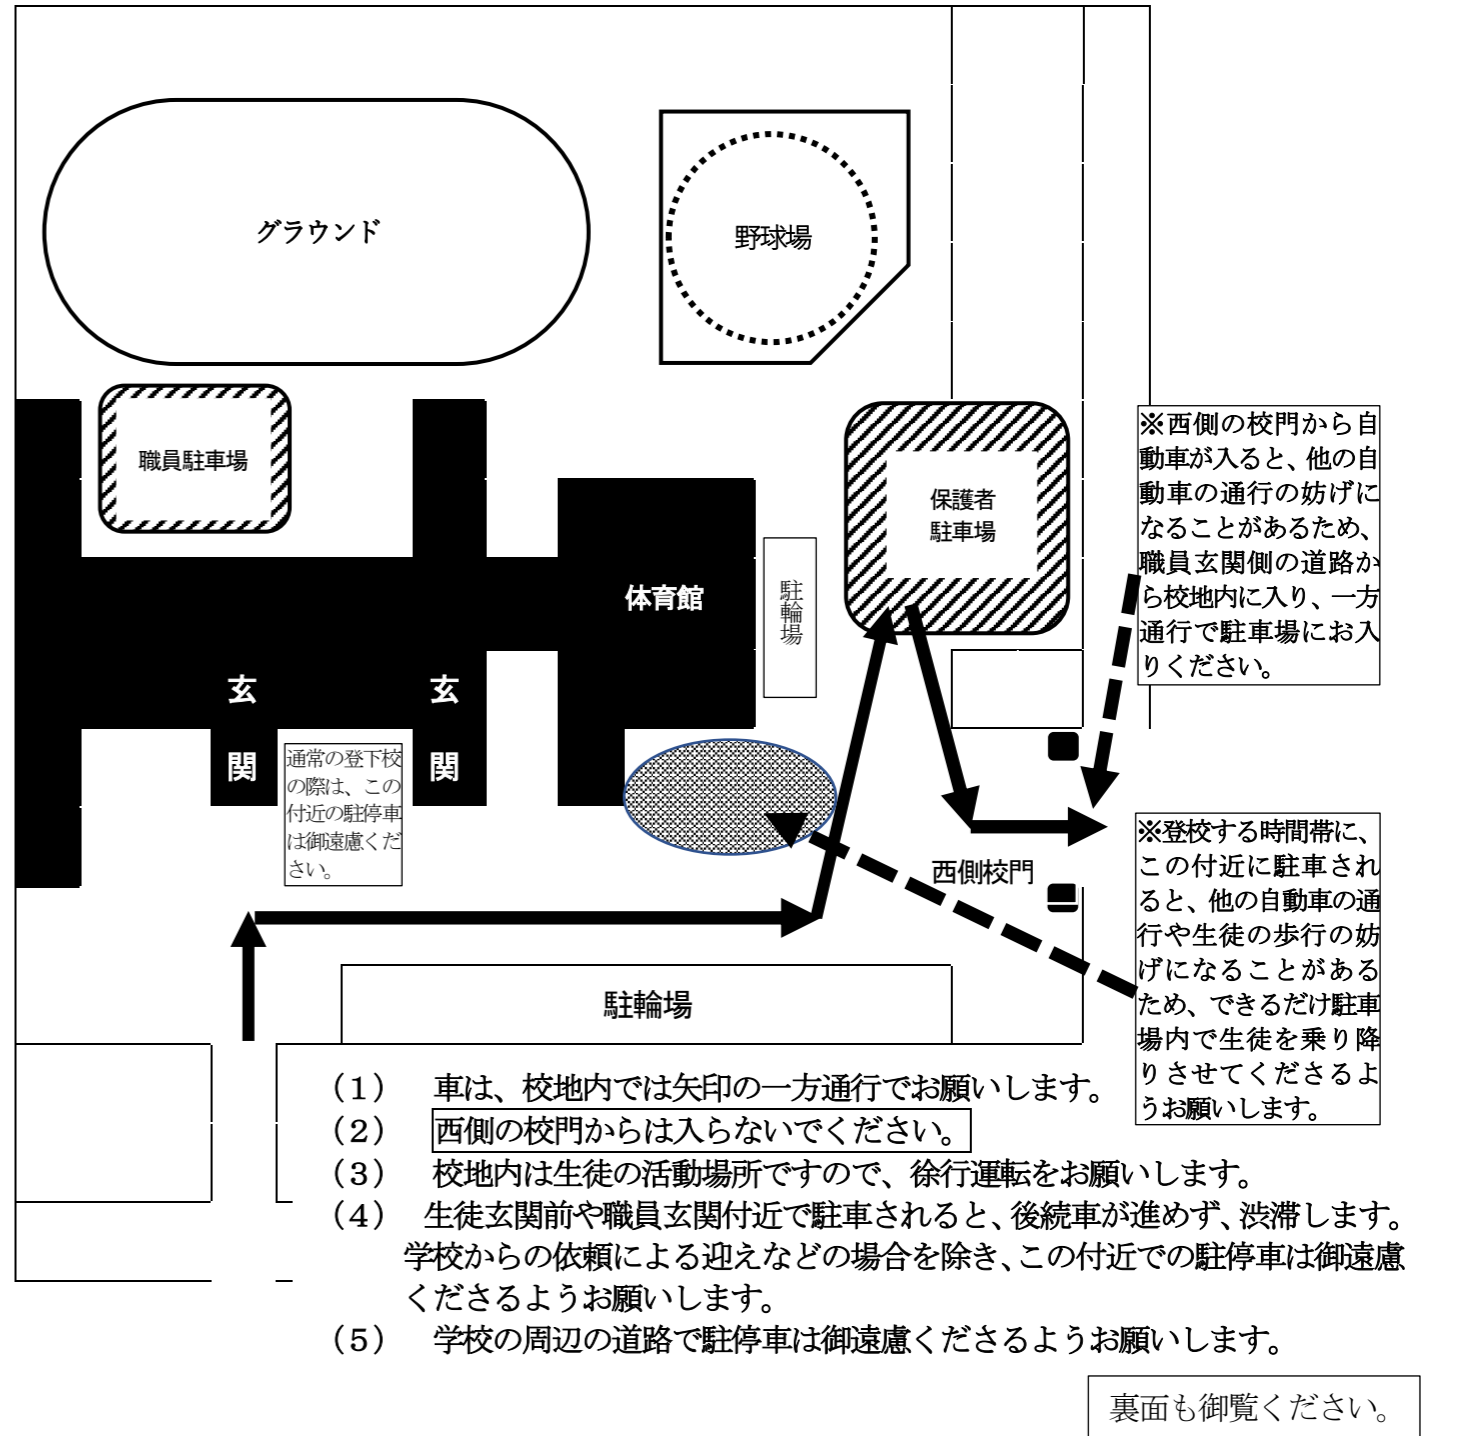 グラウンド
野球場
職員駐車場
保護者
駐車場
体育館
駐輪場
玄
関
玄
関
通常の登下校
の際は、この
付近の駐停車
は御遠慮くだ
さい。
※西側の校門から自
動車が入ると、他の自
動車の通行の妨げに
なることがあるため、
職員玄関側の道路か
ら校地内に入り、一方
通行で駐車場にお入
りください。
西側校門
※登校する時間帯に、
この付近に駐車され
ると、他の自動車の通
行や生徒の歩行の妨
げになることがある
ため、できるだけ駐車
場内で生徒を乗り降
りさせてくださるよ
うお願いします。
駐輪場
（1）　車は、校地内では矢印の一方通行でお願いします。
（2）　西側の校門からは入らないでください。
（3）　校地内は生徒の活動場所ですので、徐行運転をお願いします。
（4）　生徒玄関前や職員玄関付近で駐車されると、後続車が進めず、渋滞します。
学校からの依頼による迎えなどの場合を除き、この付近での駐停車は御遠慮
くださるようお願いします。
（5）　学校の周辺の道路で駐停車は御遠慮くださるようお願いします。
裏面も御覧ください。